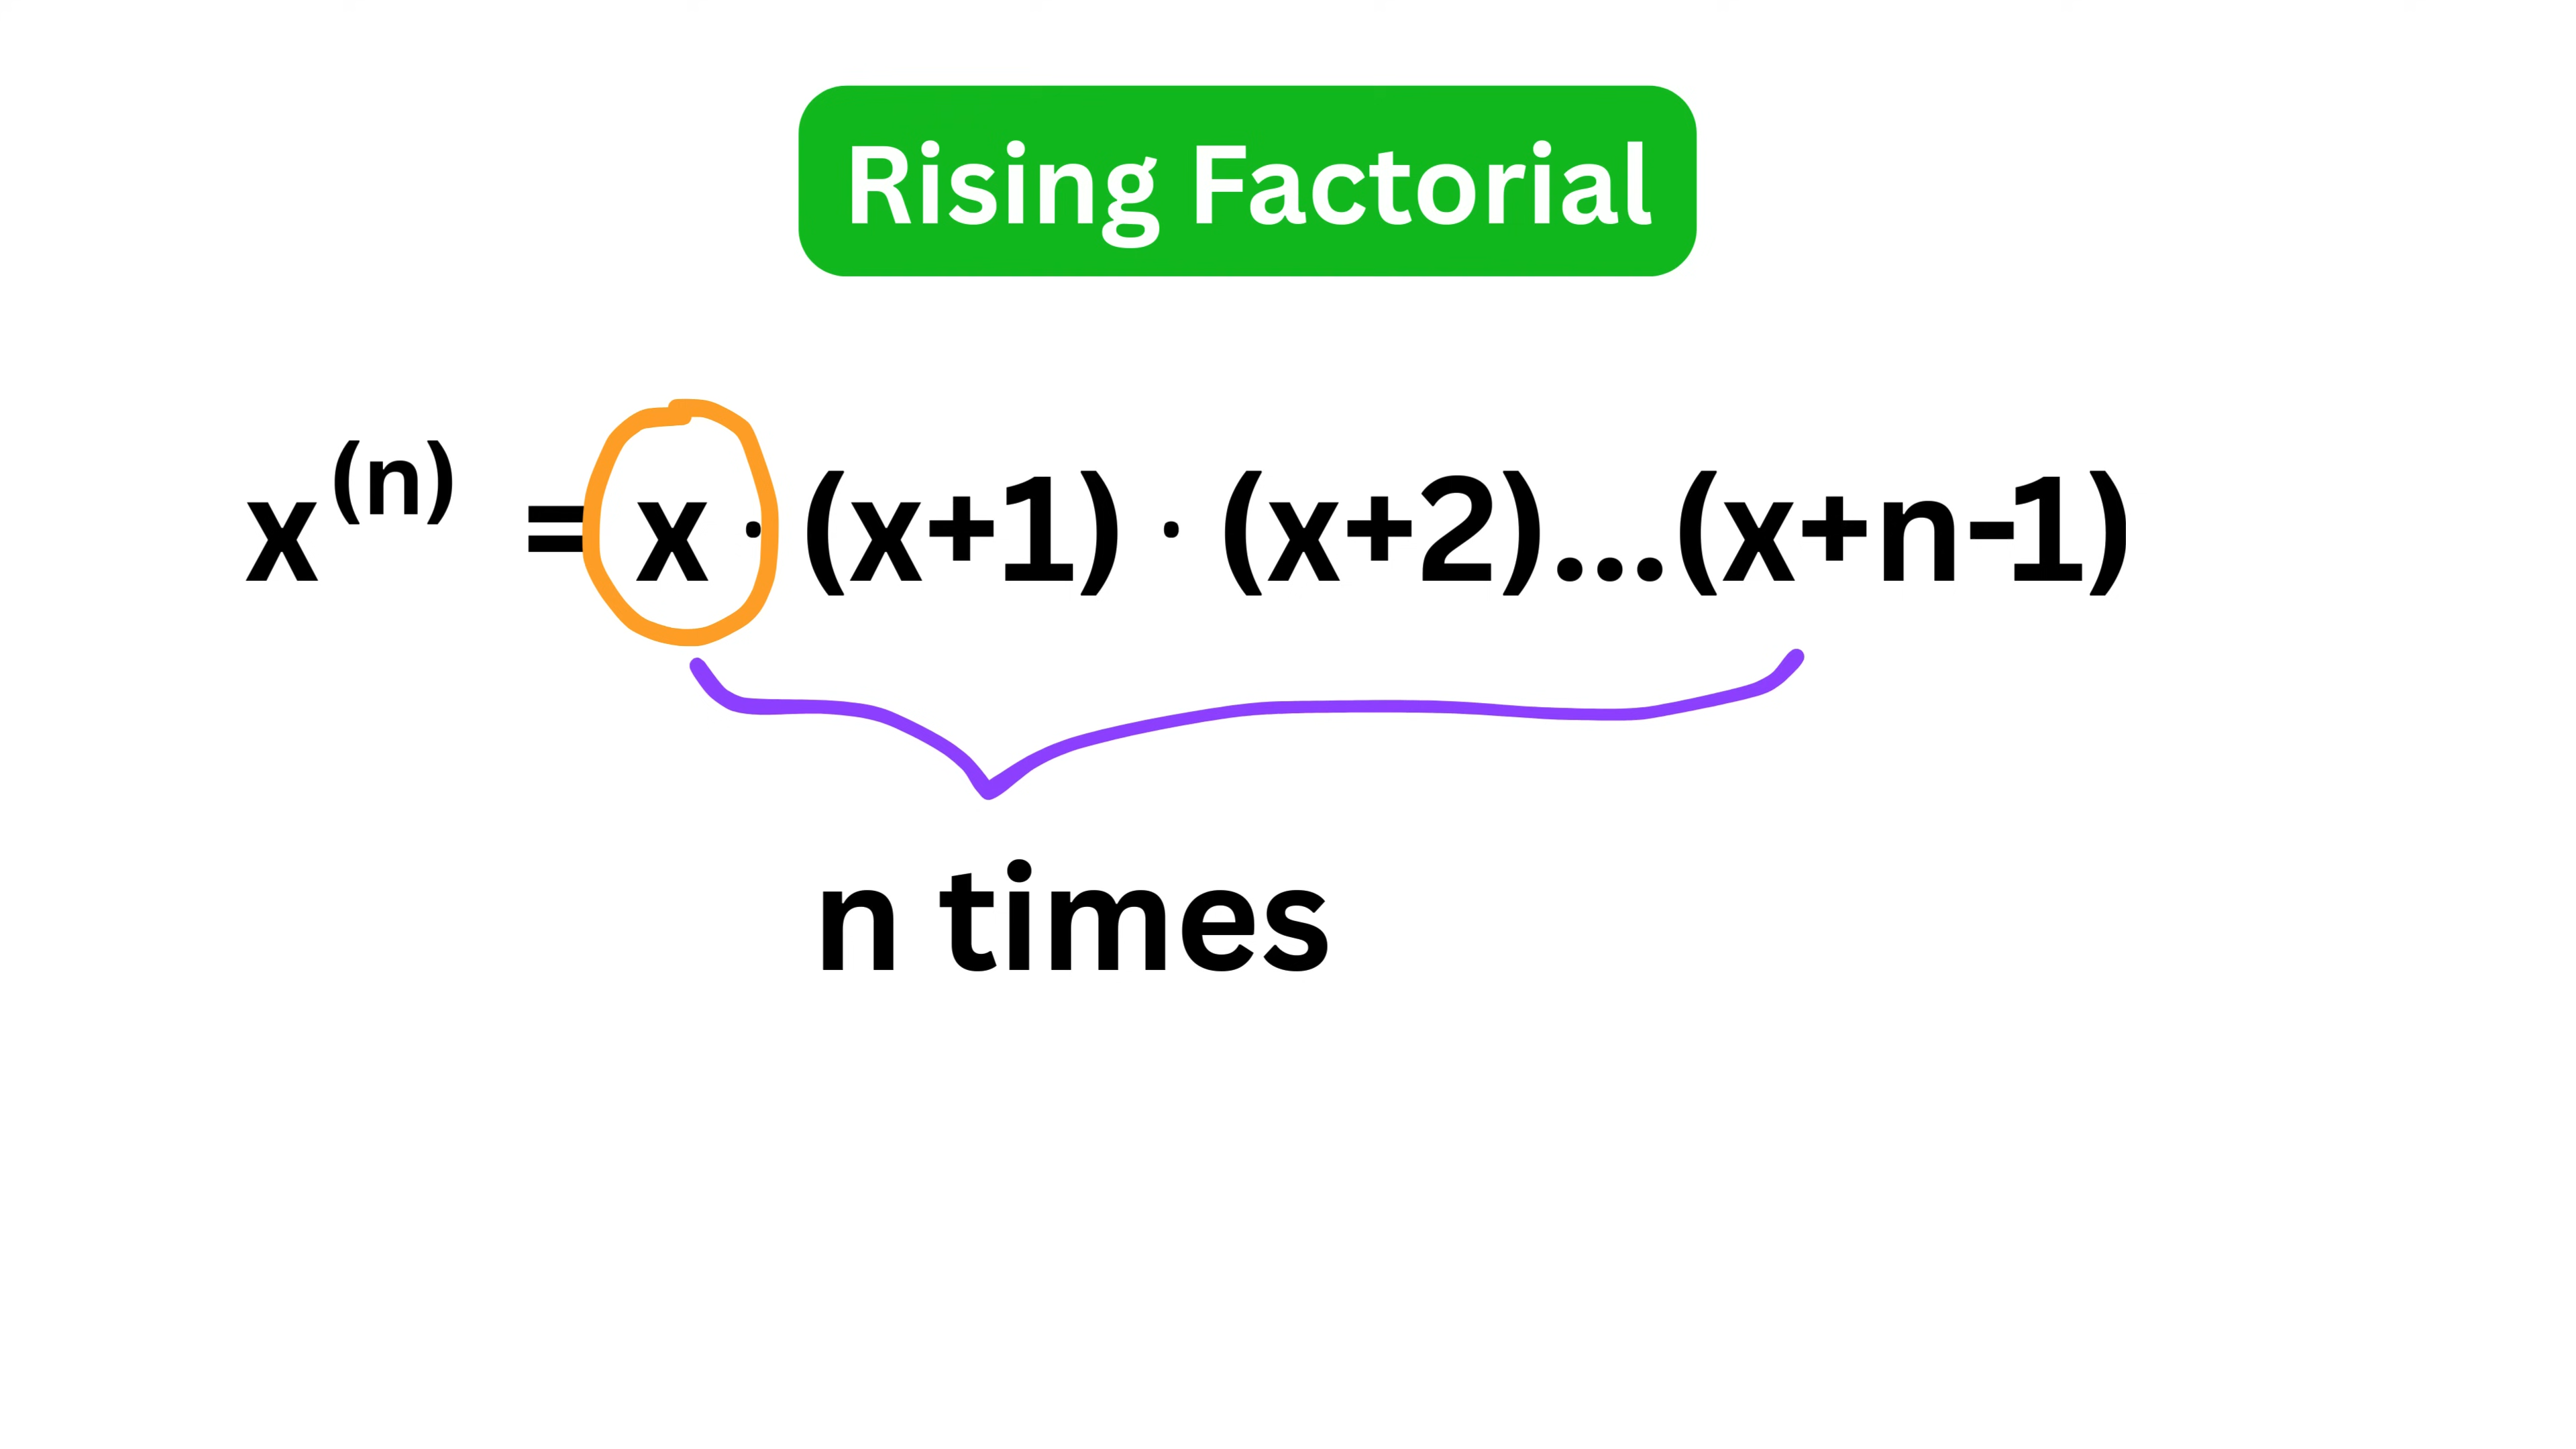 Rising Factorial
x⁽ⁿ⁾ = x · (x+1) · (x+2)...(x+n-1)
n times